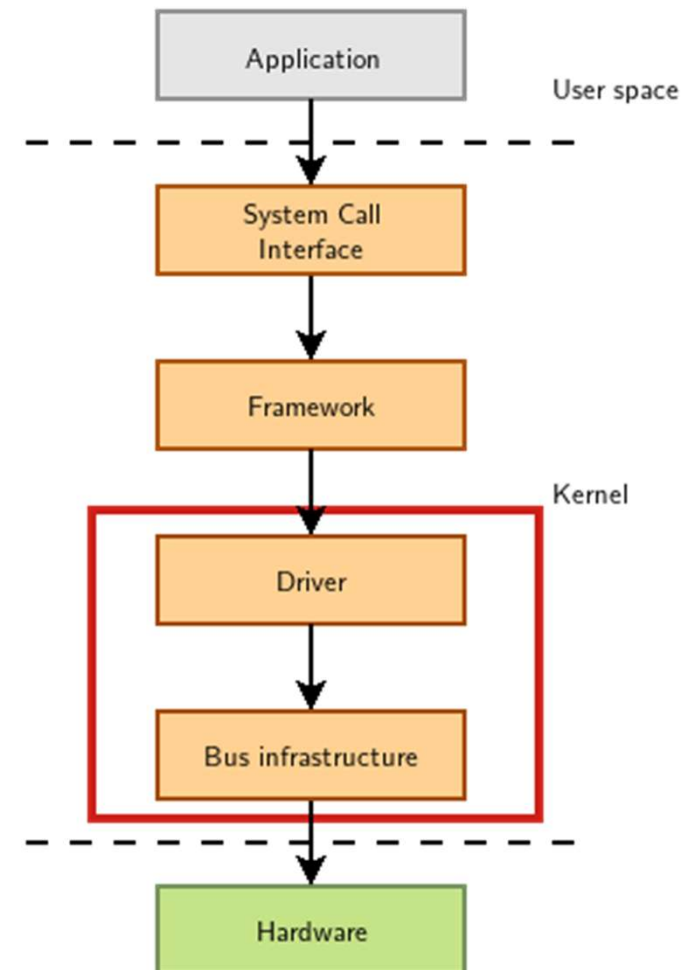 Application
User space
System Call
Interface
Framework
Kernel
Driver
Bus infrastructure
Hardware